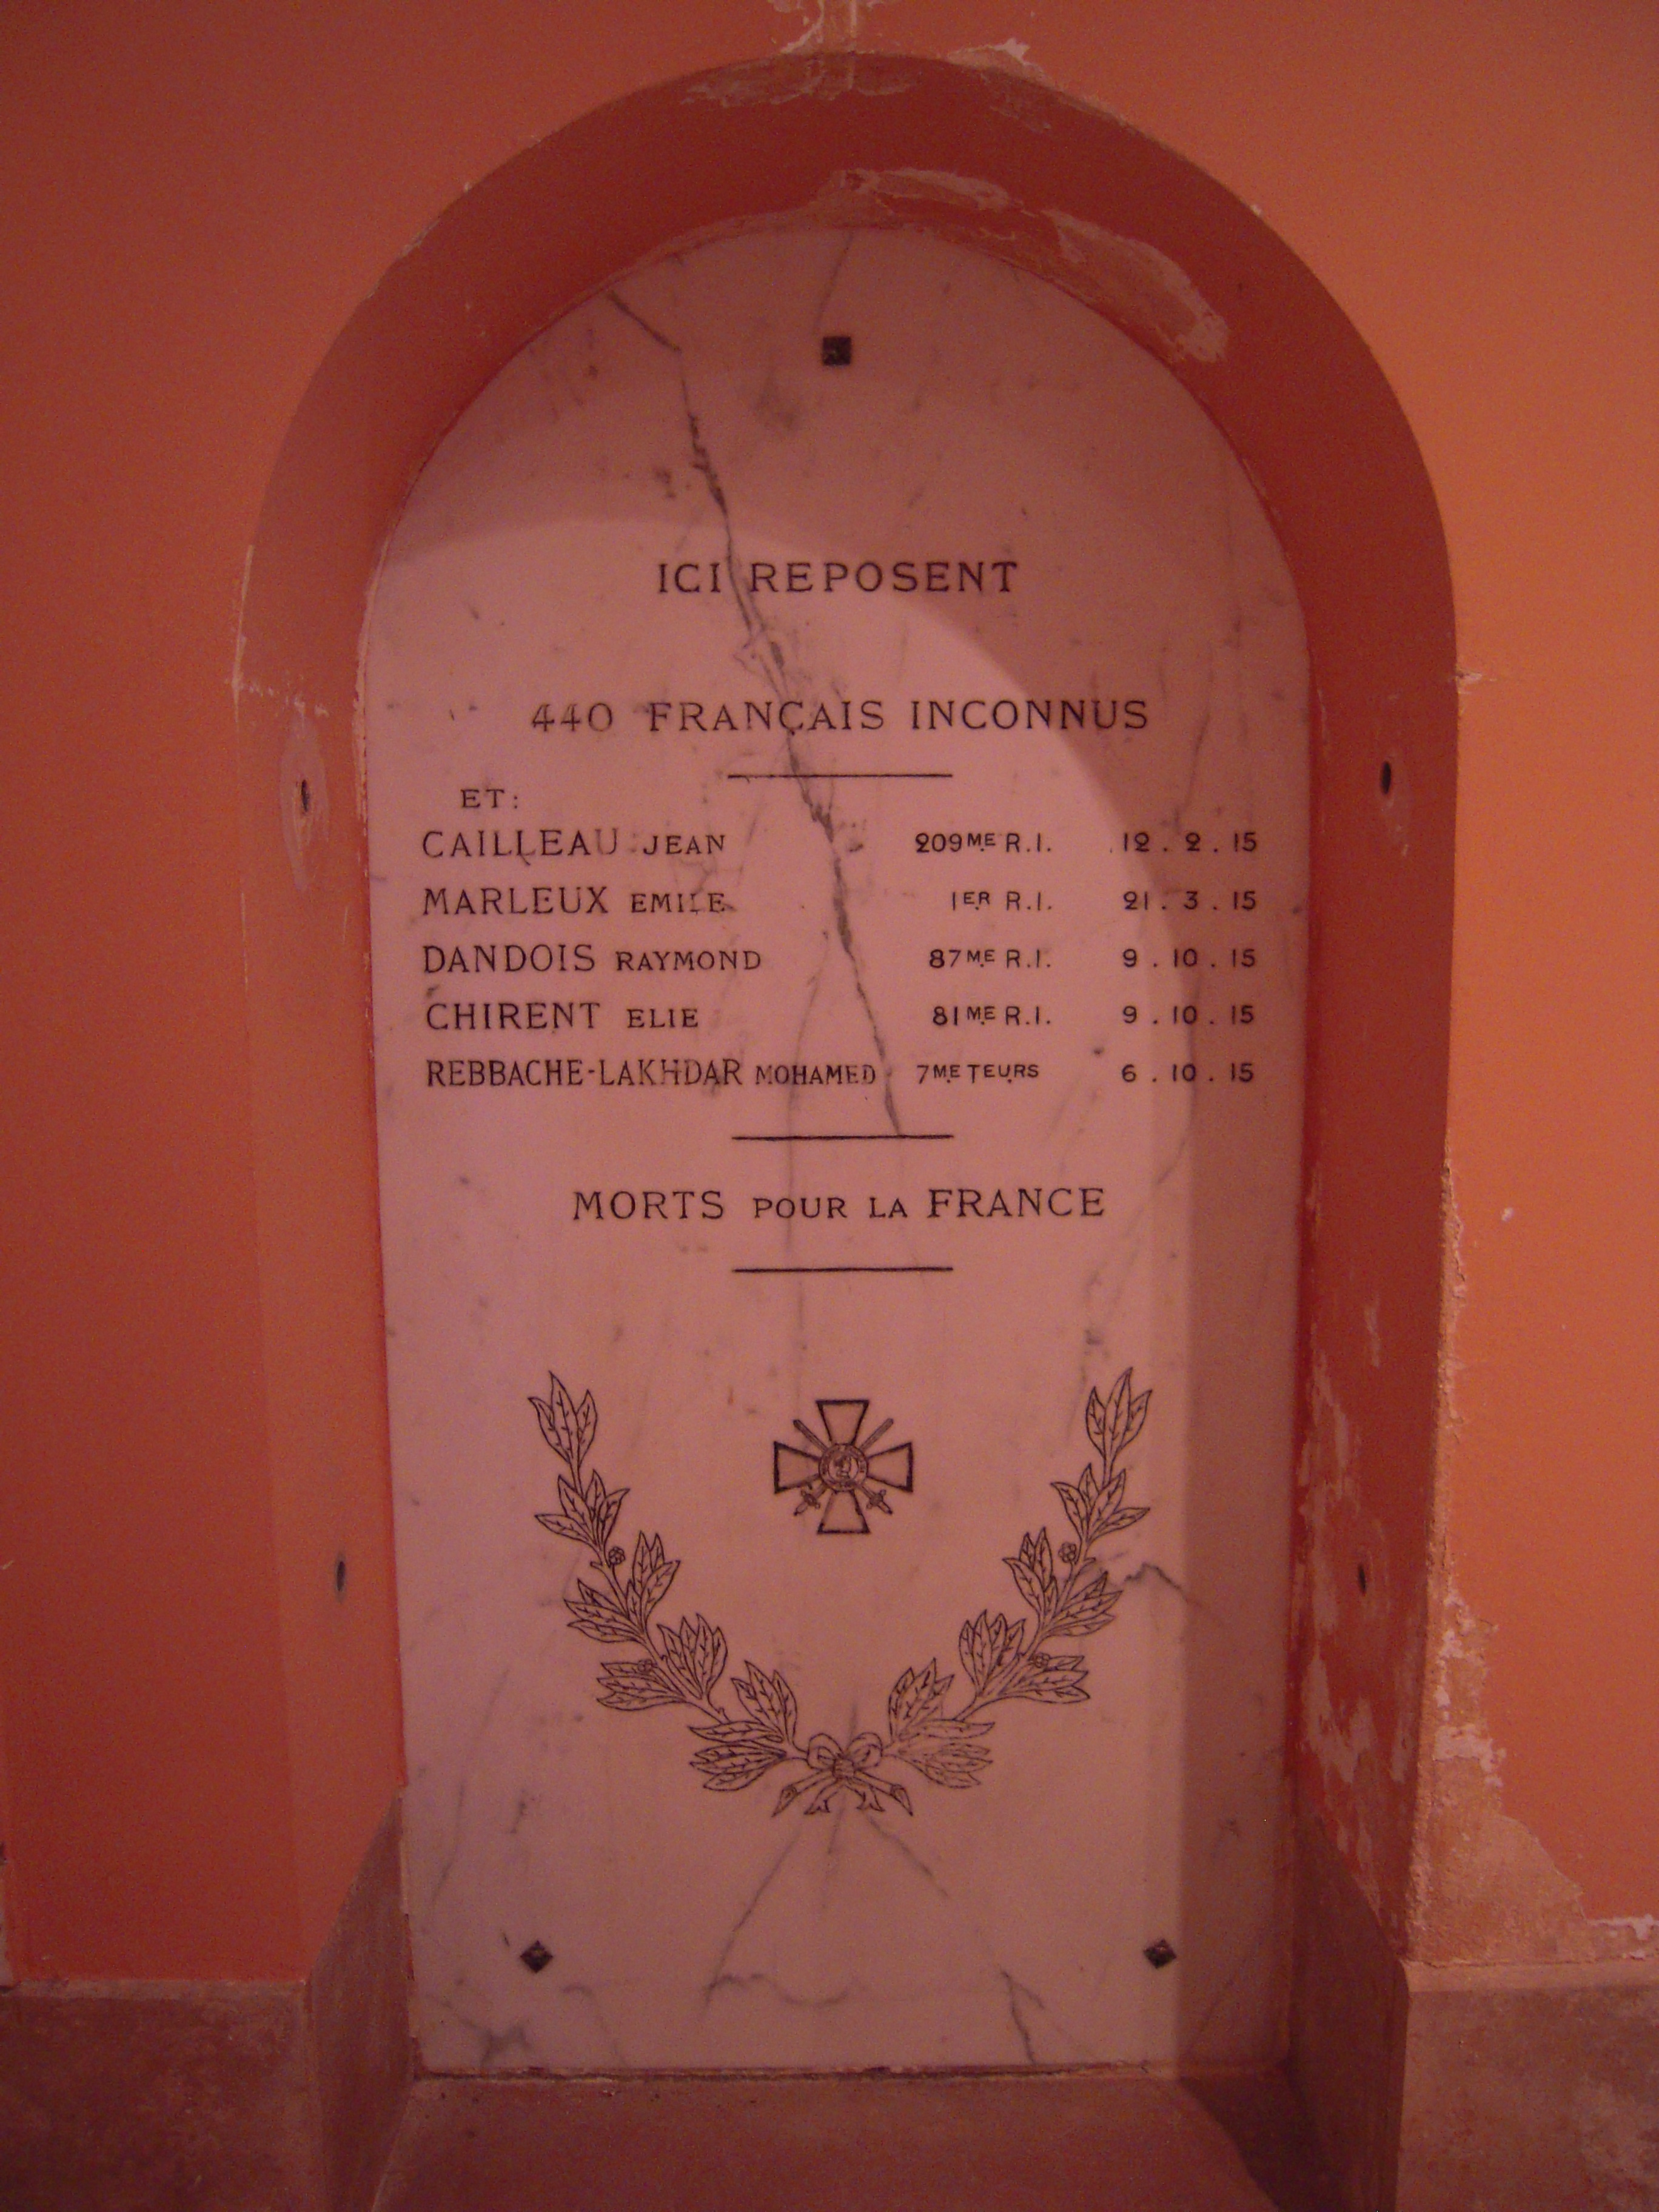 ICI REPOSENT
440 FRANÇAIS INCONNUS
ET:
CAILLEAU JEAN 209ME R.I. 12.2.15
MARLEUX EMILE 1ER R.I. 21.3.15
DANDOIS RAYMOND 87ME R.I. 9.10.15
CHIRENT ELIE 81ME R.I. 9.10.15
REBBACHE-LAKHDAR MOHAMED 7ME TEURS 6.10.15
MORTS POUR LA FRANCE